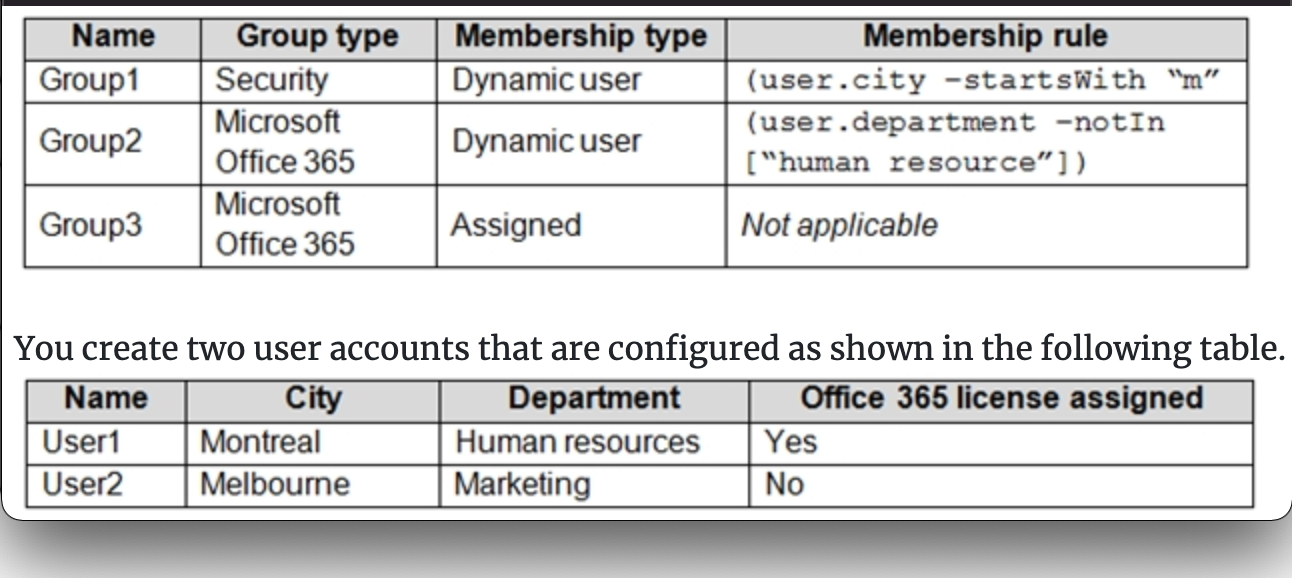 Name Group type Membership type Membership rule
Group1 Security Dynamic user (user.city -startsWith “m”
Group2 Microsoft Office 365 Dynamic user (user.department -notIn [“human resource”])
Group3 Microsoft Office 365 Assigned Not applicable
You create two user accounts that are configured as shown in the following table.
Name City Department Office 365 license assigned
User1 Montreal Human resources Yes
User2 Melbourne Marketing No